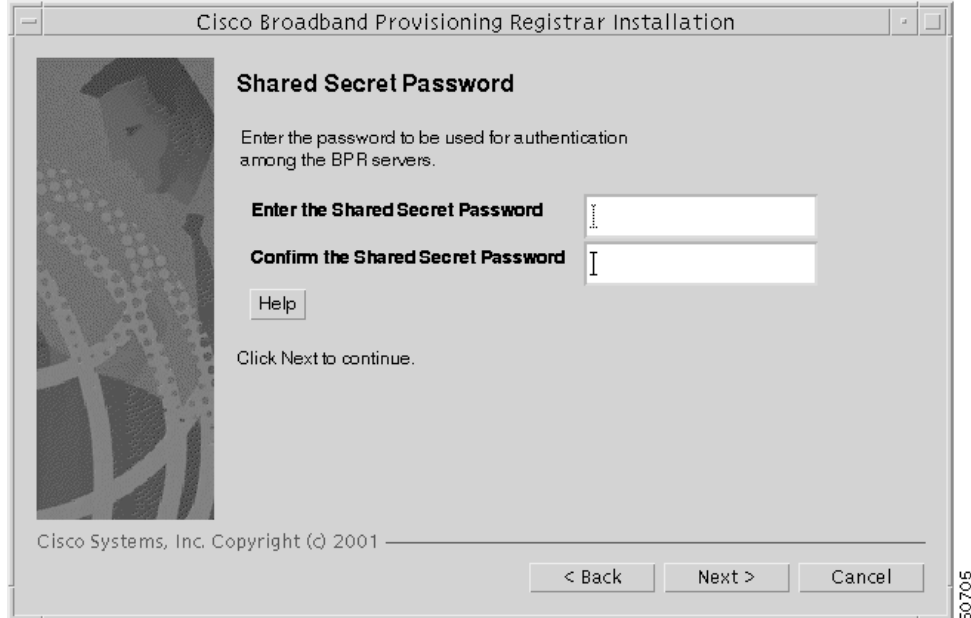 Cisco Broadband Provisioning Registrar Installation
Shared Secret Password
Enter the password to be used for authentication
among the BPR servers.
Enter the Shared Secret Password
Confirm the Shared Secret Password
Help
Click Next to continue.
Cisco Systems, Inc. Copyright (c) 2001
< Back
Next >
Cancel
50705